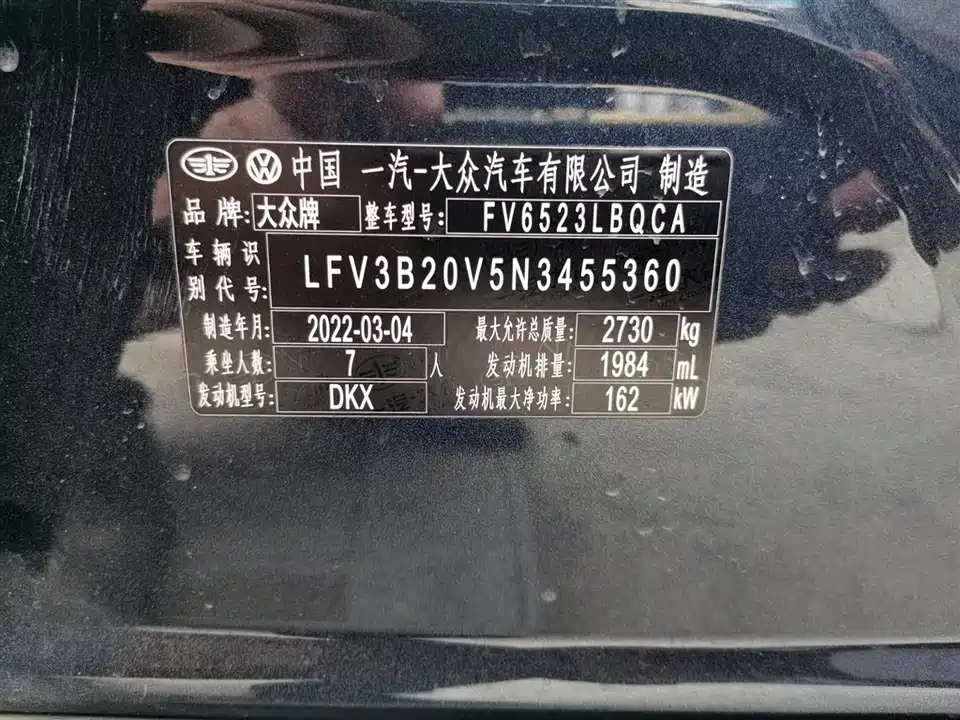 中国 一汽-大众汽车有限公司 制造
品牌: 大众牌 整车型号: FV6523LBQCA
车辆识别代号: LFV3B20V5N3455360
制造年月: 2022-03-04 最大允许总质量: 2730 kg
乘坐人数: 7 人 发动机排量: 1984 mL
发动机型号: DKX 发动机最大净功率: 162 kW